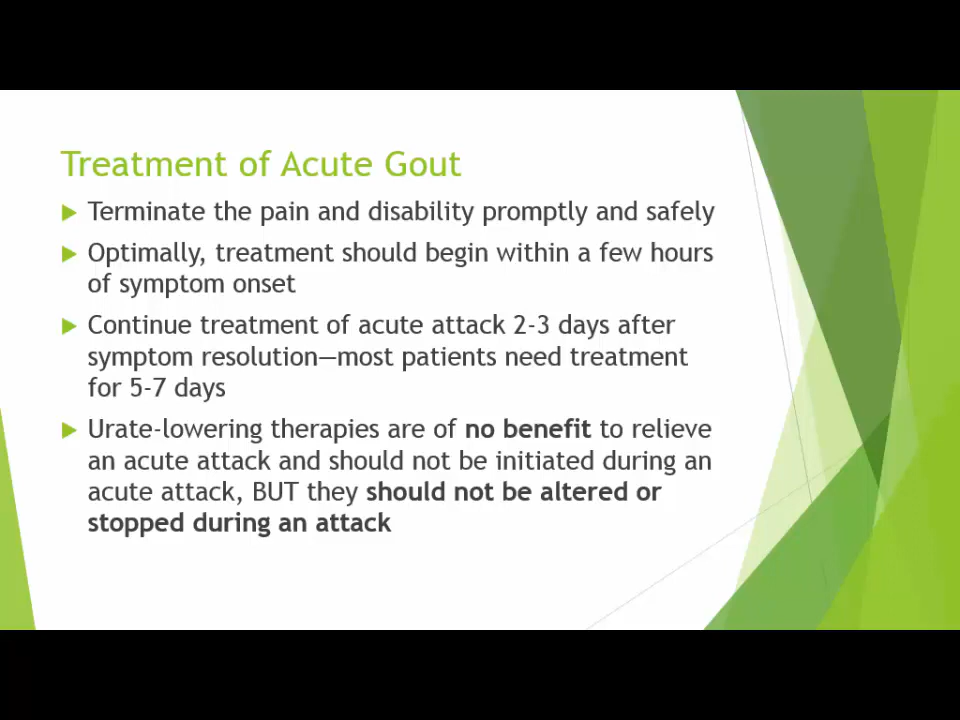 Treatment of Acute Gout
Terminate the pain and disability promptly and safely
Optimally, treatment should begin within a few hours
of symptom onset
Continue treatment of acute attack 2-3 days after
symptom resolution—most patients need treatment
for 5-7 days
Urate-lowering therapies are of no benefit to relieve
an acute attack and should not be initiated during an
acute attack, BUT they should not be altered or
stopped during an attack